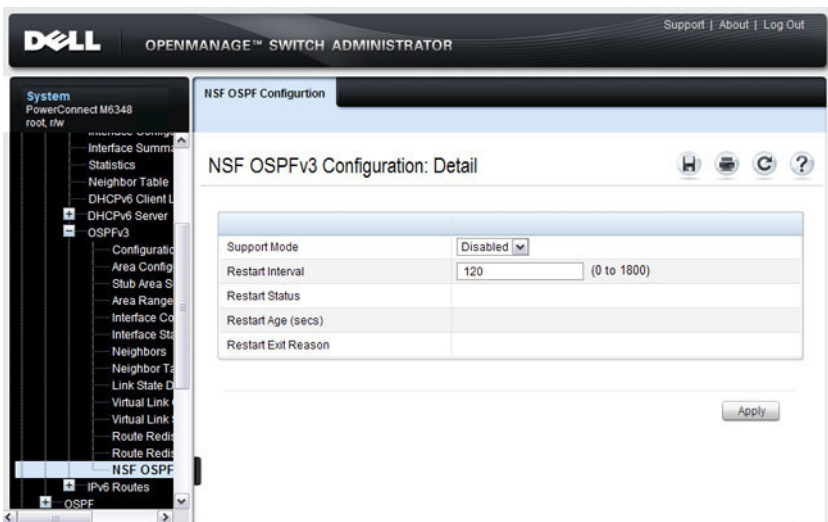 Support | About | Log Out
DELL OPENMANAGE™ SWITCH ADMINISTRATOR
System
PowerConnect M6348
root, r/w
NSF OSPF Configurtion
Interface Summa
Statistics
Neighbor Table
DHCPv6 Client L
DHCPv6 Server
OSPFv3
Configuratio
Area Config
Stub Area S
Area Range
Interface Co
Interface Sta
Neighbors
Neighbor Ta
Link State D
Virtual Link
Virtual Link
Route Redis
Route Redis
NSF OSPF
IPv6 Routes
OSPF
NSF OSPFv3 Configuration: Detail
Support Mode Disabled
Restart Interval 120 (0 to 1800)
Restart Status
Restart Age (secs)
Restart Exit Reason
Apply